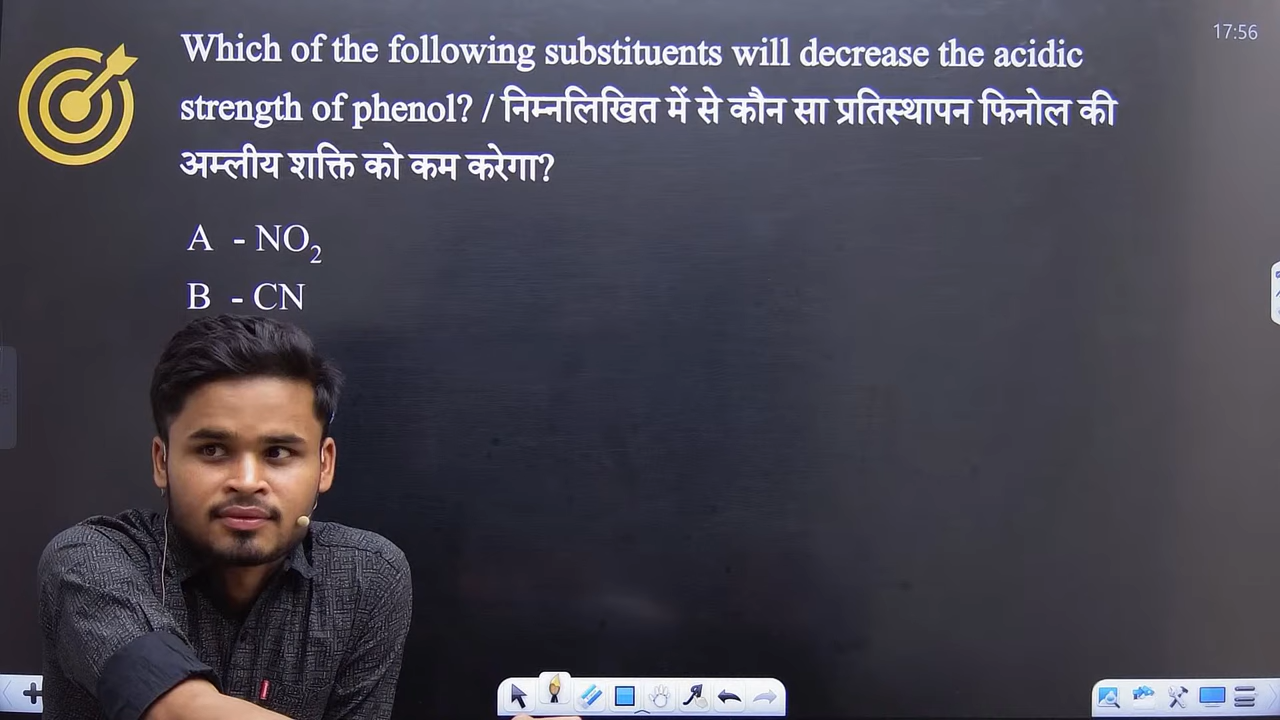 17:56
Which of the following substituents will decrease the acidic
strength of phenol? / निम्नलिखित में से कौन सा प्रतिस्थापन फिनोल की
अम्लीय शक्ति को कम करेगा?
A - NO₂
B - CN